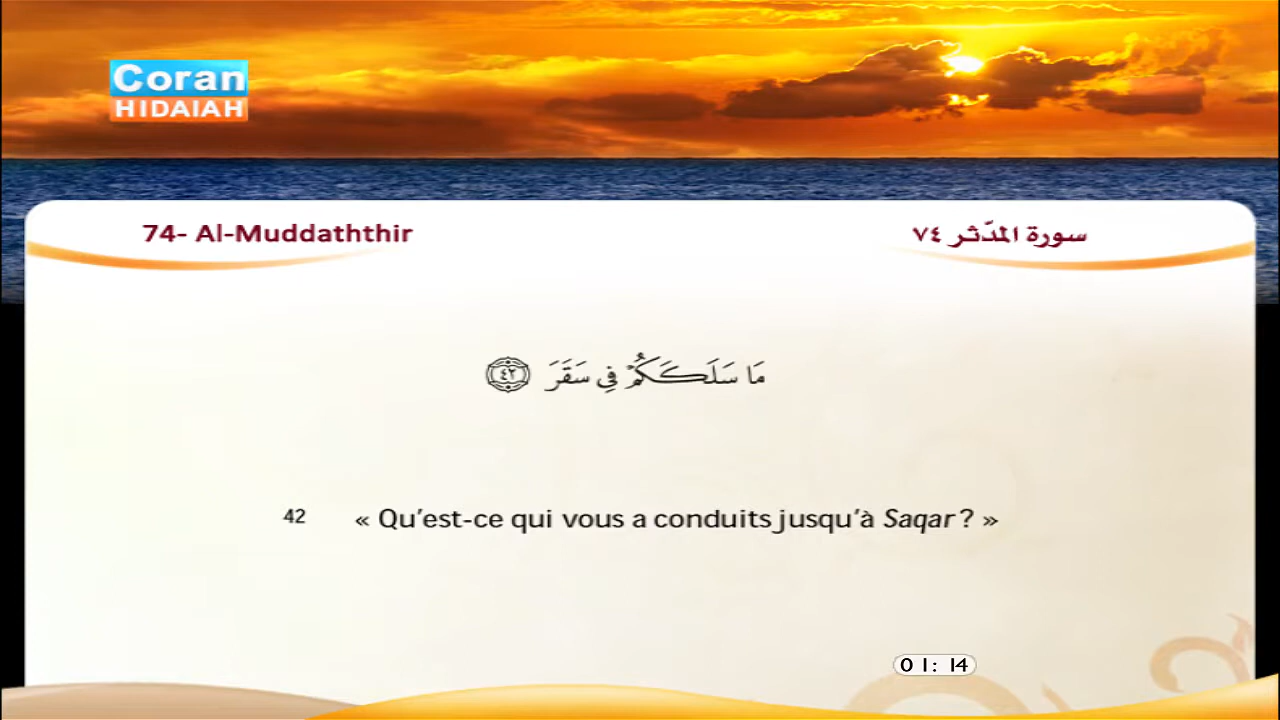 Coran
HIDAIAH
74- Al-Muddaththir
سورة المدّثر ٧٤
مَا سَلَكَكُمْ فِي سَقَرَ ٤٢
42 « Qu’est-ce qui vous a conduits jusqu’à Saqar ? »
01: 14